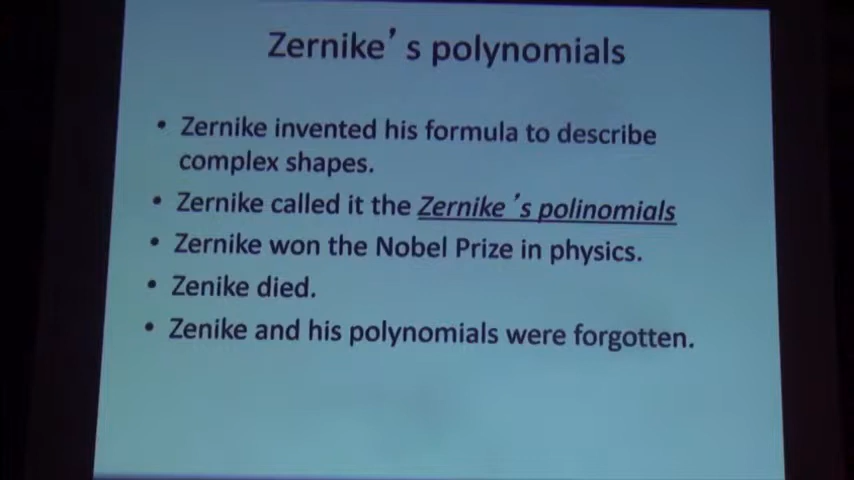 Zernike’s polynomials
• Zernike invented his formula to describe
complex shapes.
• Zernike called it the Zernike’s polinomials
• Zernike won the Nobel Prize in physics.
• Zenike died.
• Zenike and his polynomials were forgotten.